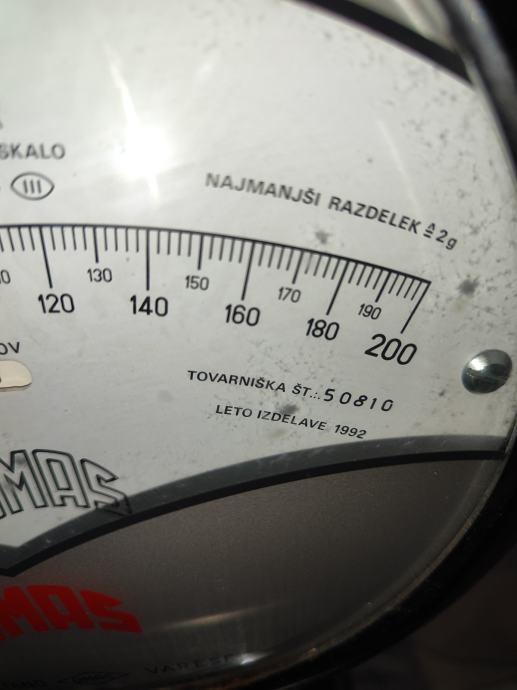 SKALO
III
NAJMANJŠI RAZDELEK ≙ 2g
130 150 170 190
120 140 160 180 200
TOVARNIŠKA ŠT.: 50810
LETO IZDELAVE 1992